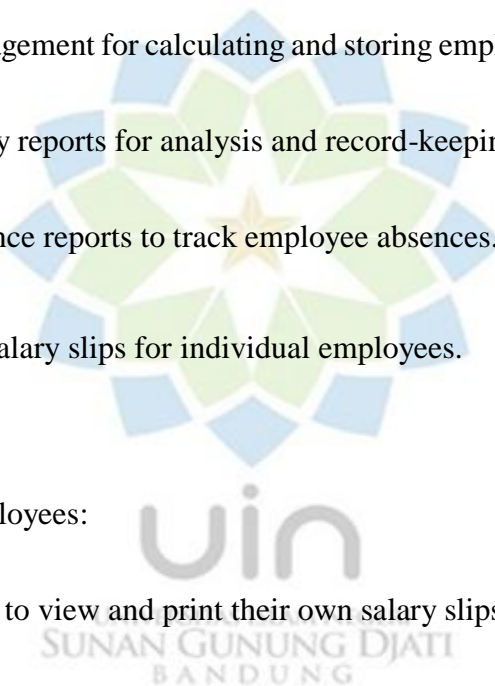 gement for calculating and storing empl
y reports for analysis and record-keepin
nce reports to track employee absences.
alary slips for individual employees.
loyees:
uin
to view and print their own salary slips
SUNAN GUNUNG DJATI
BANDUNG